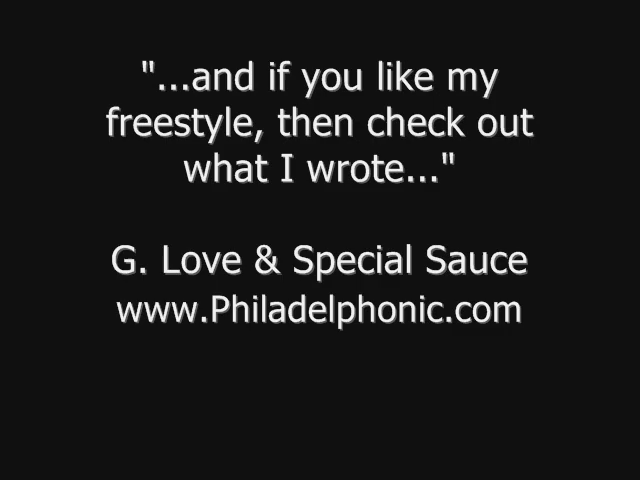 "...and if you like my
freestyle, then check out
what I wrote..."
G. Love & Special Sauce
www.Philadelphonic.com